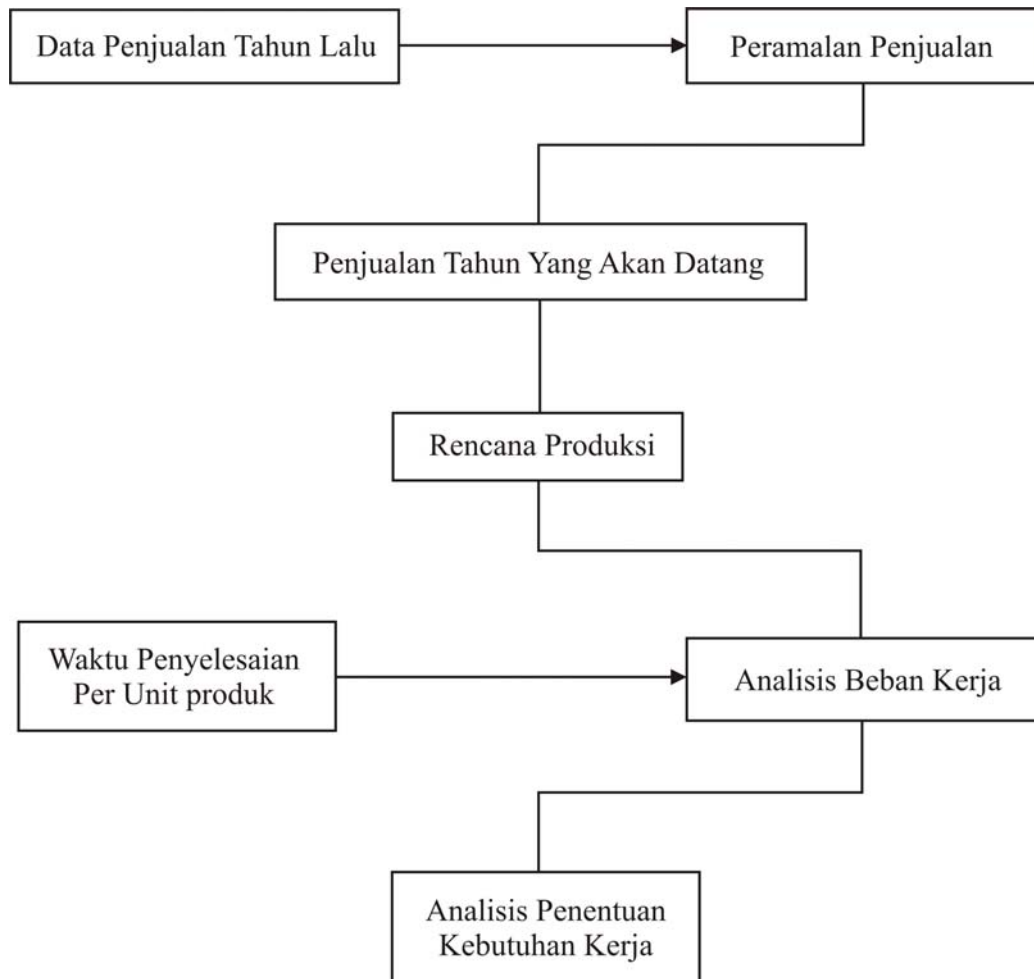 Data Penjualan Tahun Lalu
Peramalan Penjualan
Penjualan Tahun Yang Akan Datang
Rencana Produksi
Waktu Penyelesaian
Per Unit produk
Analisis Beban Kerja
Analisis Penentuan
Kebutuhan Kerja